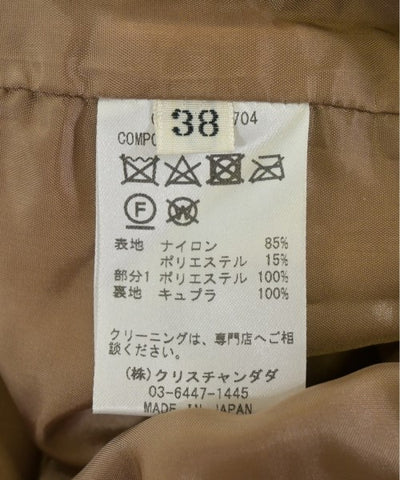 38
704
COMPO
F W
表地 ナイロン 85%
ポリエステル 15%
部分1 ポリエステル 100%
裏地 キュプラ 100%
クリーニングは、専門店へご相
談ください。
(株)クリスチャンダダ
03-6447-1445
MADE IN JAPAN